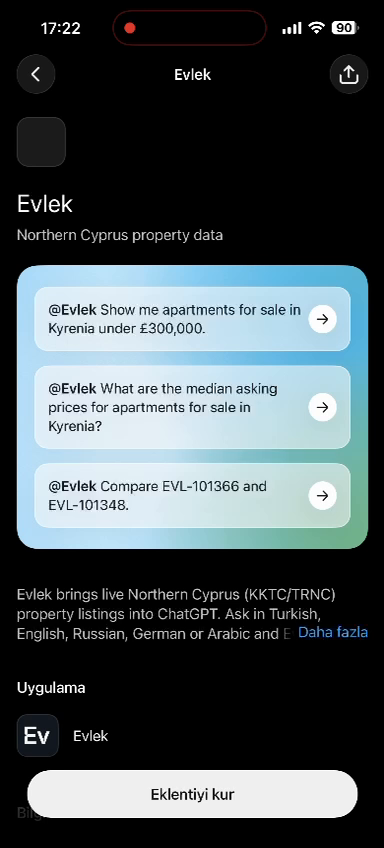 17:22
90
Evlek
Evlek
Northern Cyprus property data
@Evlek Show me apartments for sale in
Kyrenia under £300,000.
@Evlek What are the median asking
prices for apartments for sale in
Kyrenia?
@Evlek Compare EVL-101366 and
EVL-101348.
Evlek brings live Northern Cyprus (KKTC/TRNC)
property listings into ChatGPT. Ask in Turkish,
English, Russian, German or Arabic and E Daha fazla
Uygulama
Ev Evlek
Eklentiyi kur